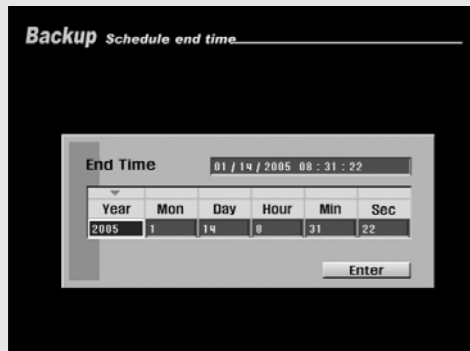 Backup Schedule end time
End Time 01 / 14 / 2005 08 : 31 : 22
Year Mon Day Hour Min Sec
2005 1 14 8 31 22
Enter